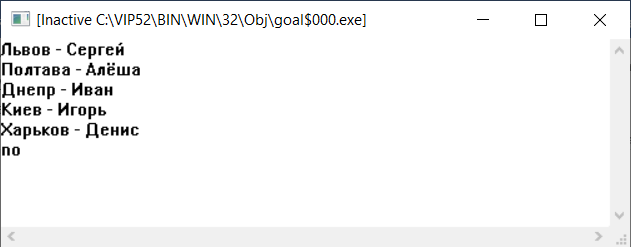 [Inactive C:\VIP52\BIN\WIN\32\Obj\goal$000.exe]
Львов - Сергей
Полтава - Алёша
Днепр - Иван
Киев - Игорь
Харьков - Денис
no